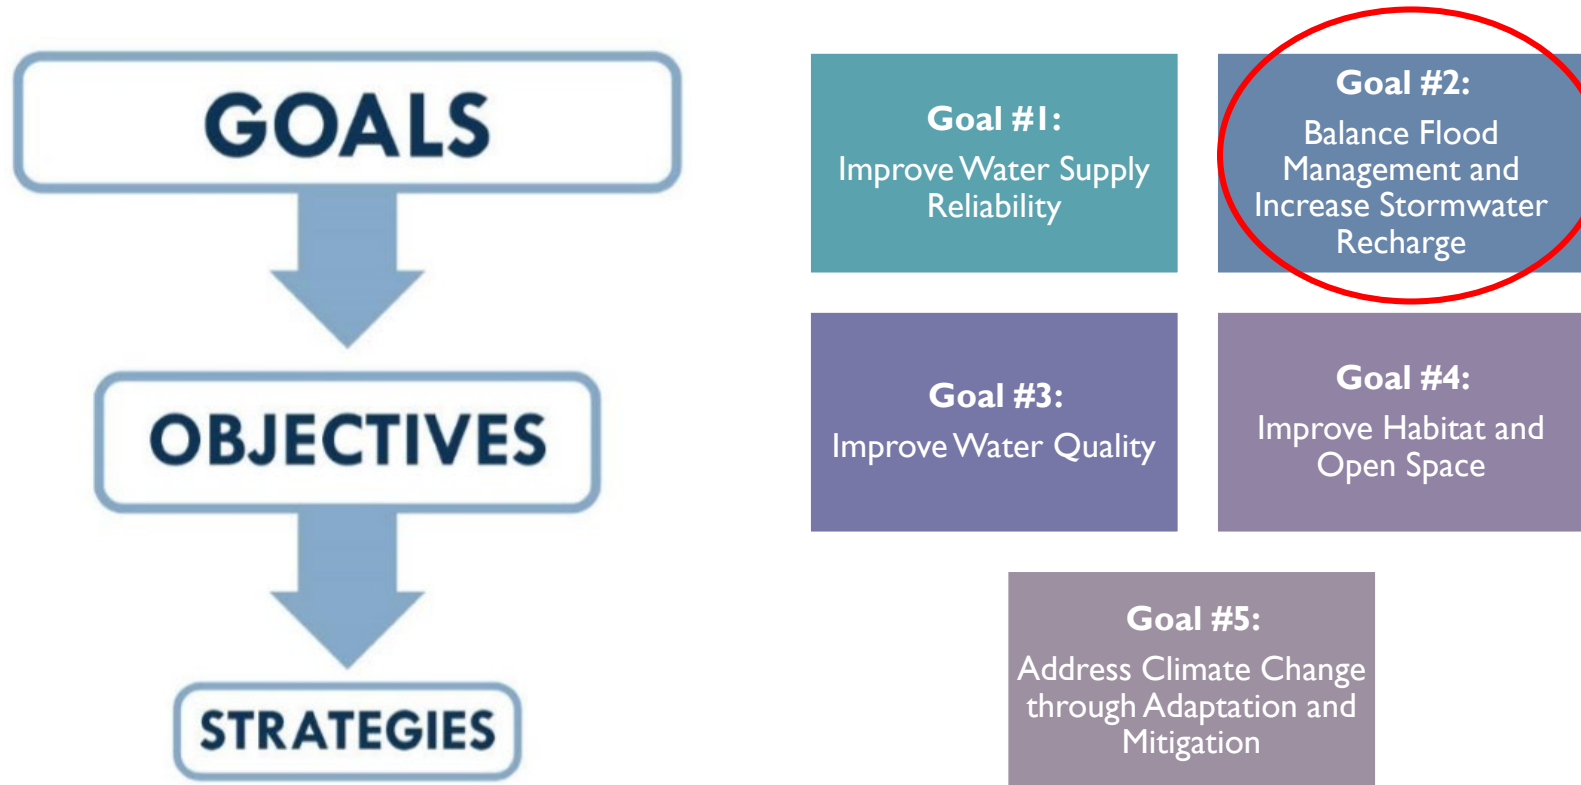 GOALS
OBJECTIVES
STRATEGIES
Goal #1:
Improve Water Supply
Reliability
Goal #2:
Balance Flood
Management and
Increase Stormwater
Recharge
Goal #3:
Improve Water Quality
Goal #4:
Improve Habitat and
Open Space
Goal #5:
Address Climate Change
through Adaptation and
Mitigation